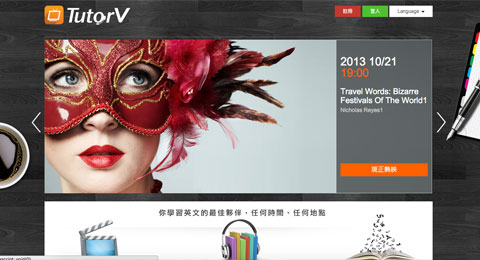 TutorV
註冊
登入
Language
2013 10/21
19:00
Travel Words: Bizarre
Festivals Of The World1
Nicholas Reyes1
現正熱映
你學習英文的最佳夥伴，任何時間、任何地點